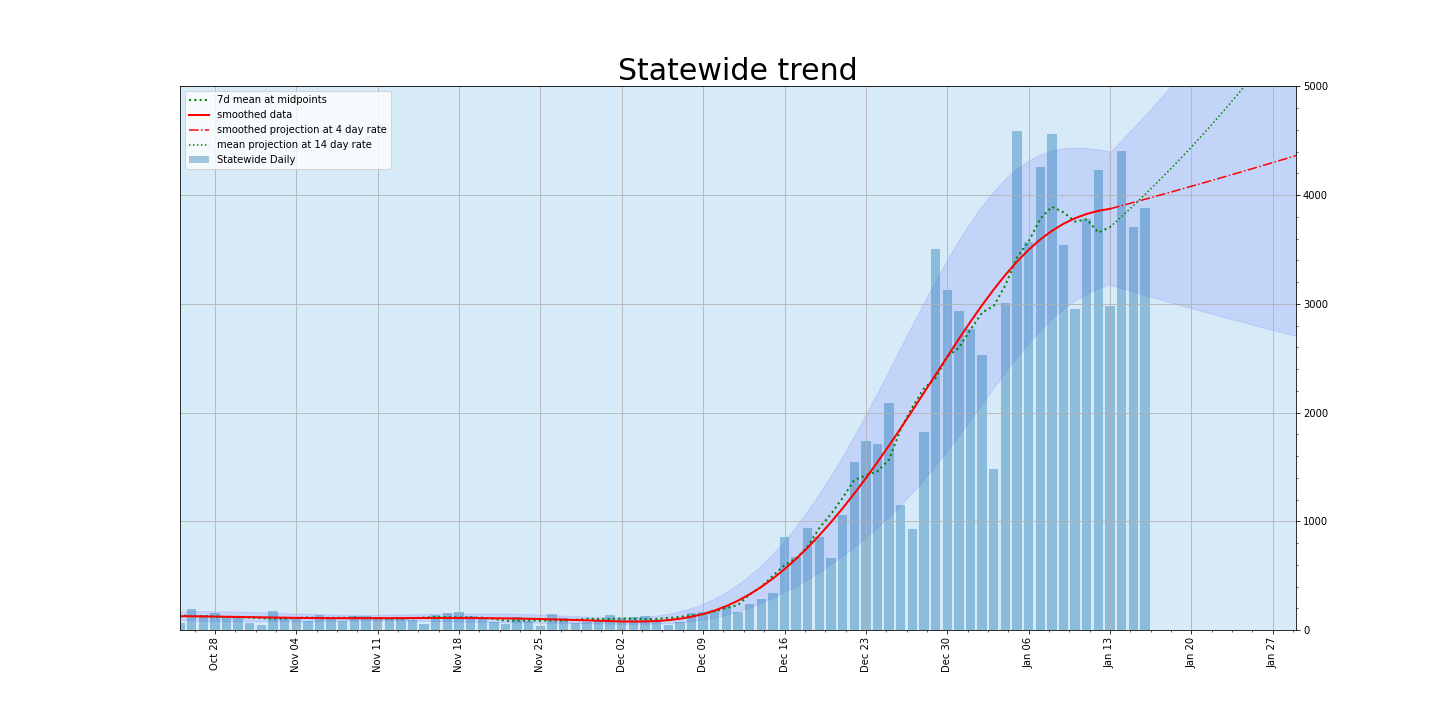 Statewide trend
7d mean at midpoints
smoothed data
smoothed projection at 4 day rate
mean projection at 14 day rate
Statewide Daily
5000
4000
3000
2000
1000
0
Oct 28
Nov 04
Nov 11
Nov 18
Nov 25
Dec 02
Dec 09
Dec 16
Dec 23
Dec 30
Jan 06
Jan 13
Jan 20
Jan 27